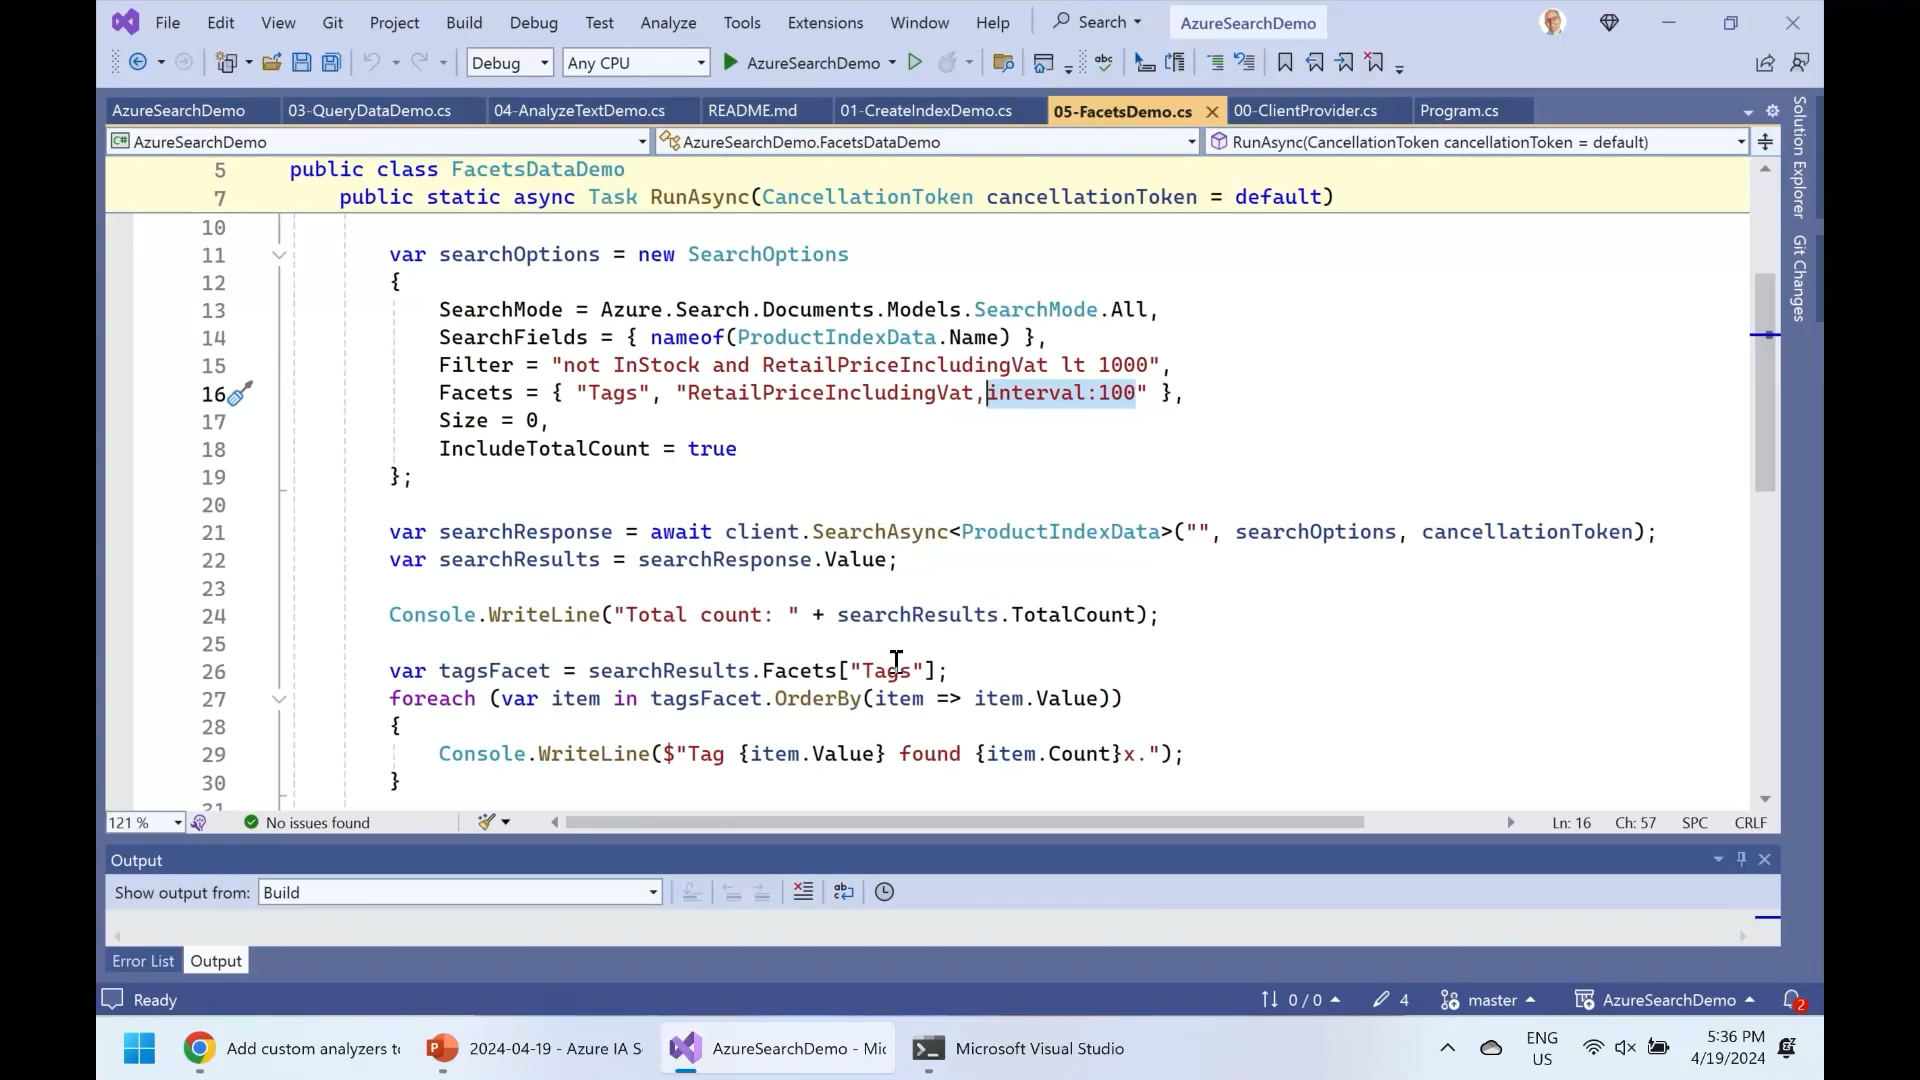 File Edit View Git Project Build Debug Test Analyze Tools Extensions Window Help Search AzureSearchDemo
Debug Any CPU AzureSearchDemo
AzureSearchDemo 03-QueryDataDemo.cs 04-AnalyzeTextDemo.cs README.md 01-CreateIndexDemo.cs 05-FacetsDemo.cs 00-ClientProvider.cs Program.cs
AzureSearchDemo AzureSearchDemo.FacetsDataDemo RunAsync(CancellationToken cancellationToken = default)
5 public class FacetsDataDemo
7 public static async Task RunAsync(CancellationToken cancellationToken = default)
10
11 var searchOptions = new SearchOptions
12 {
13 SearchMode = Azure.Search.Documents.Models.SearchMode.All,
14 SearchFields = { nameof(ProductIndexData.Name) },
15 Filter = "not InStock and RetailPriceIncludingVat lt 1000",
16 Facets = { "Tags", "RetailPriceIncludingVat,interval:100" },
17 Size = 0,
18 IncludeTotalCount = true
19 };
20
21 var searchResponse = await client.SearchAsync<ProductIndexData>("", searchOptions, cancellationToken);
22 var searchResults = searchResponse.Value;
23
24 Console.WriteLine("Total count: " + searchResults.TotalCount);
25
26 var tagsFacet = searchResults.Facets["Tags"];
27 foreach (var item in tagsFacet.OrderBy(item => item.Value))
28 {
29 Console.WriteLine($"Tag {item.Value} found {item.Count}x.");
30 }
31
121 % No issues found Ln: 16 Ch: 57 SPC CRLF
Solution Explorer
Git Changes
Output
Show output from: Build
Error List Output
Ready 0 / 0 4 master AzureSearchDemo 2
Add custom analyzers to 2024-04-19 - Azure IA S AzureSearchDemo - Mic Microsoft Visual Studio ENG US 5:36 PM 4/19/2024